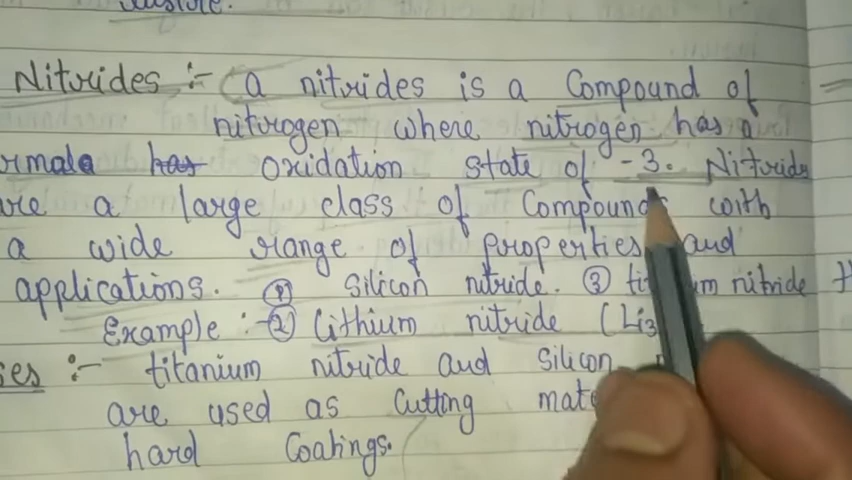 Nitrides :- a nitrides is a Compound of
nitrogen where nitrogen has a
oxidation state of -3. Nitride
are a large class of Compounds with
a wide range of properties and
applications. ① Silicon nitride. ③ nitride
Example :- ② Lithium nitride (Li3
:- titanium nitride and Silicon
are used as Cutting
hard Coatings.